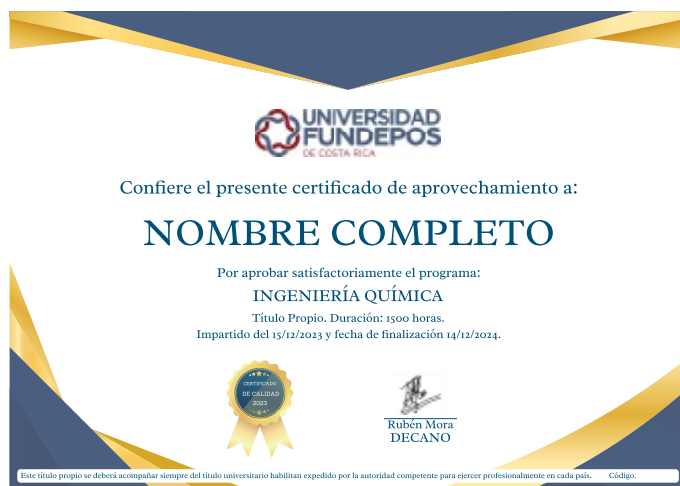 UNIVERSIDAD
FUNDEPOS
DE COSTA RICA
Confiere el presente certificado de aprovechamiento a:
NOMBRE COMPLETO
Por aprobar satisfactoriamente el programa:
INGENIERÍA QUÍMICA
Título Propio. Duración: 1500 horas.
Impartido del 15/12/2023 y fecha de finalización 14/12/2024.
CERTIFICADO
DE CALIDAD
2023
Rubén Mora
DECANO
Este título propio se deberá acompañar siempre del título universitario habilitan expedido por la autoridad competente para ejercer profesionalmente en cada país. Código.